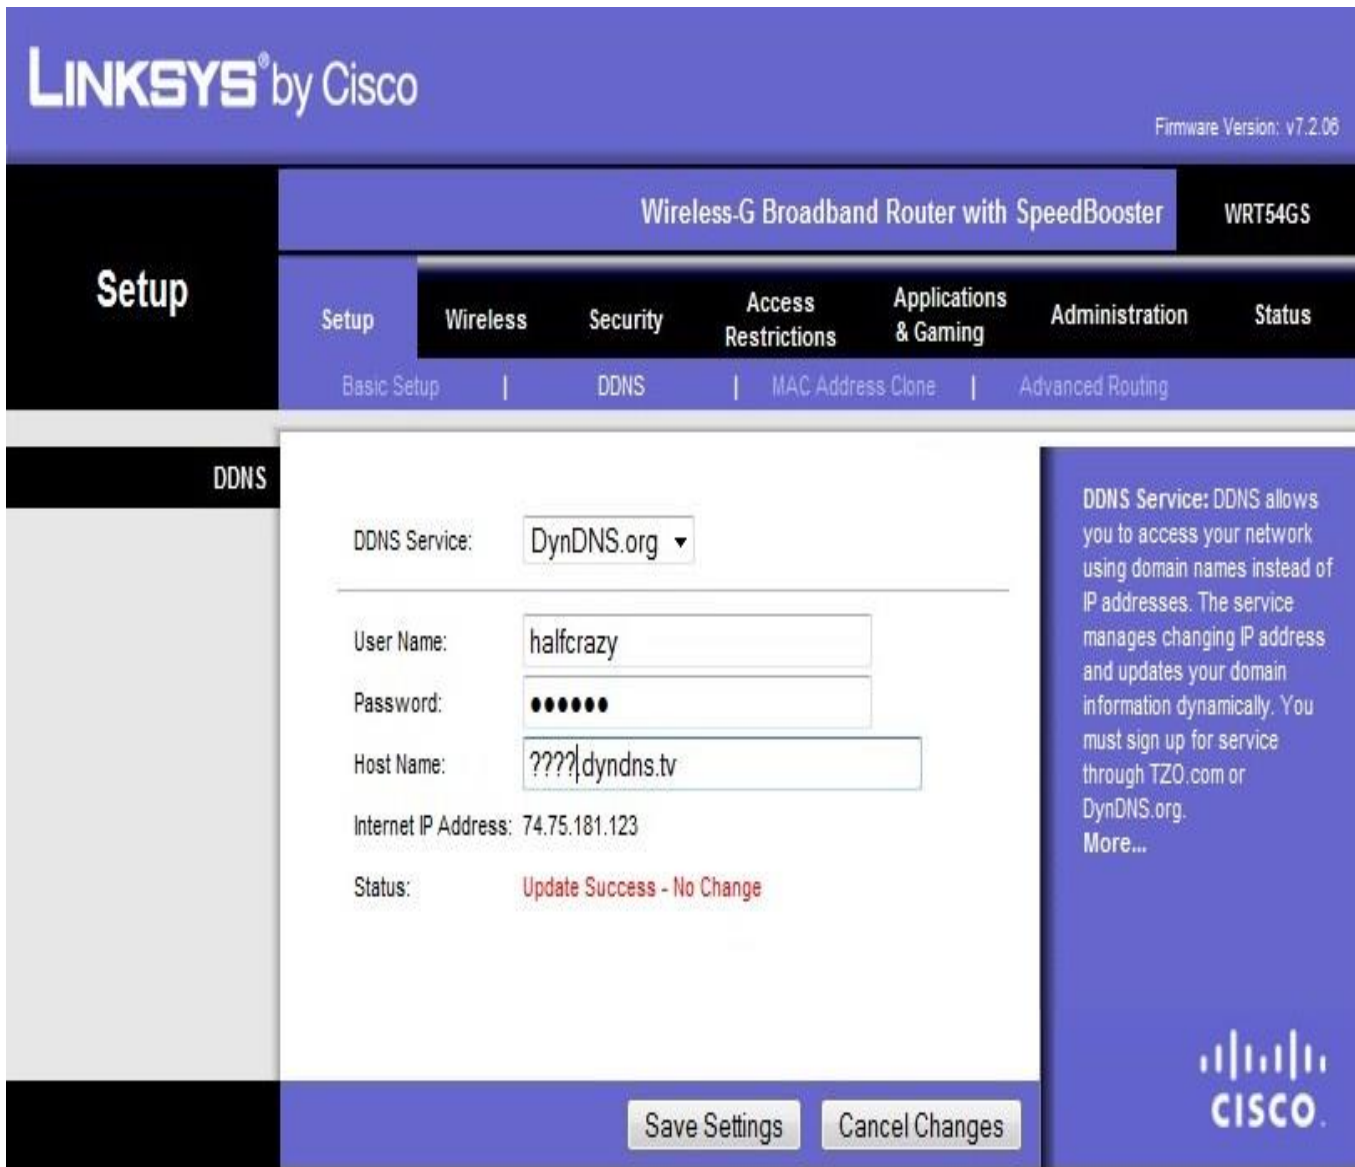 LINKSYS® by Cisco
Firmware Version: v7.2.06
Wireless-G Broadband Router with SpeedBooster WRT54GS
Setup
Setup Wireless Security Access Restrictions Applications & Gaming Administration Status
Basic Setup | DDNS | MAC Address Clone | Advanced Routing
DDNS
DDNS Service: DynDNS.org
User Name: halfcrazy
Password: ●●●●●●
Host Name: ????.dyndns.tv
Internet IP Address: 74.75.181.123
Status: Update Success - No Change
DDNS Service: DDNS allows
you to access your network
using domain names instead of
IP addresses. The service
manages changing IP address
and updates your domain
information dynamically. You
must sign up for service
through TZO.com or
DynDNS.org.
More...
CISCO.
Save Settings Cancel Changes